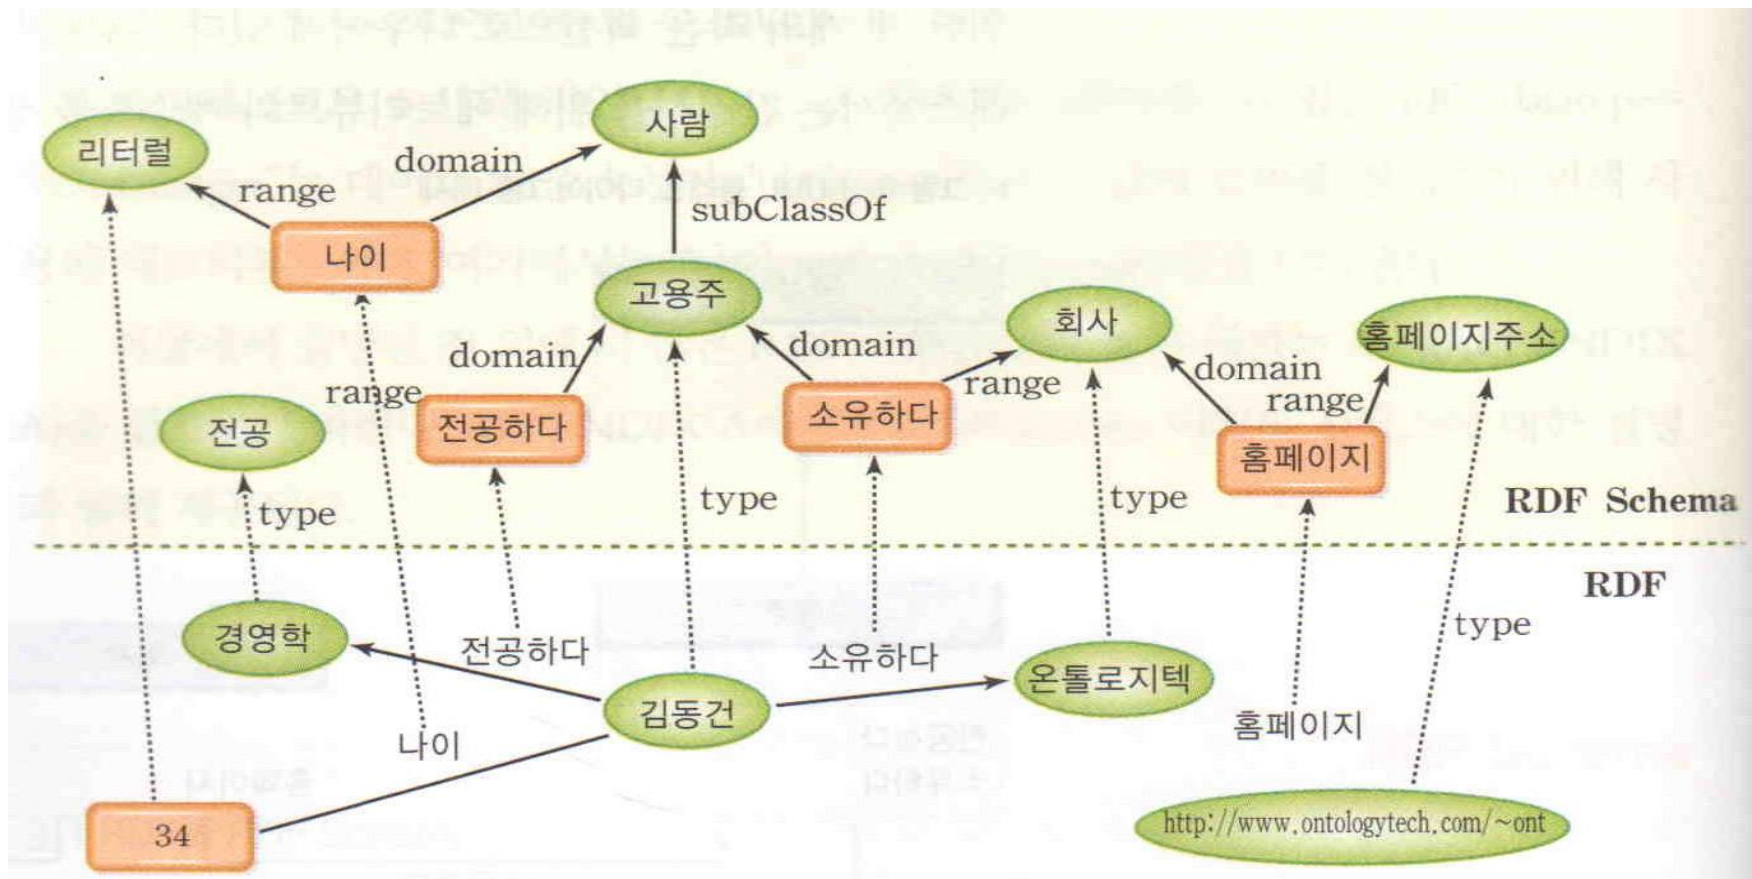 사람
리터럴
domain
range
subClassOf
나이
고용주
회사
홈페이지주소
domain
domain
range
domain
range
range
전공
전공하다
소유하다
홈페이지
type
type
type
RDF Schema
RDF
type
경영학
전공하다
소유하다
온톨로지텍
김동건
나이
홈페이지
34
http://www.ontologytech.com/~ont